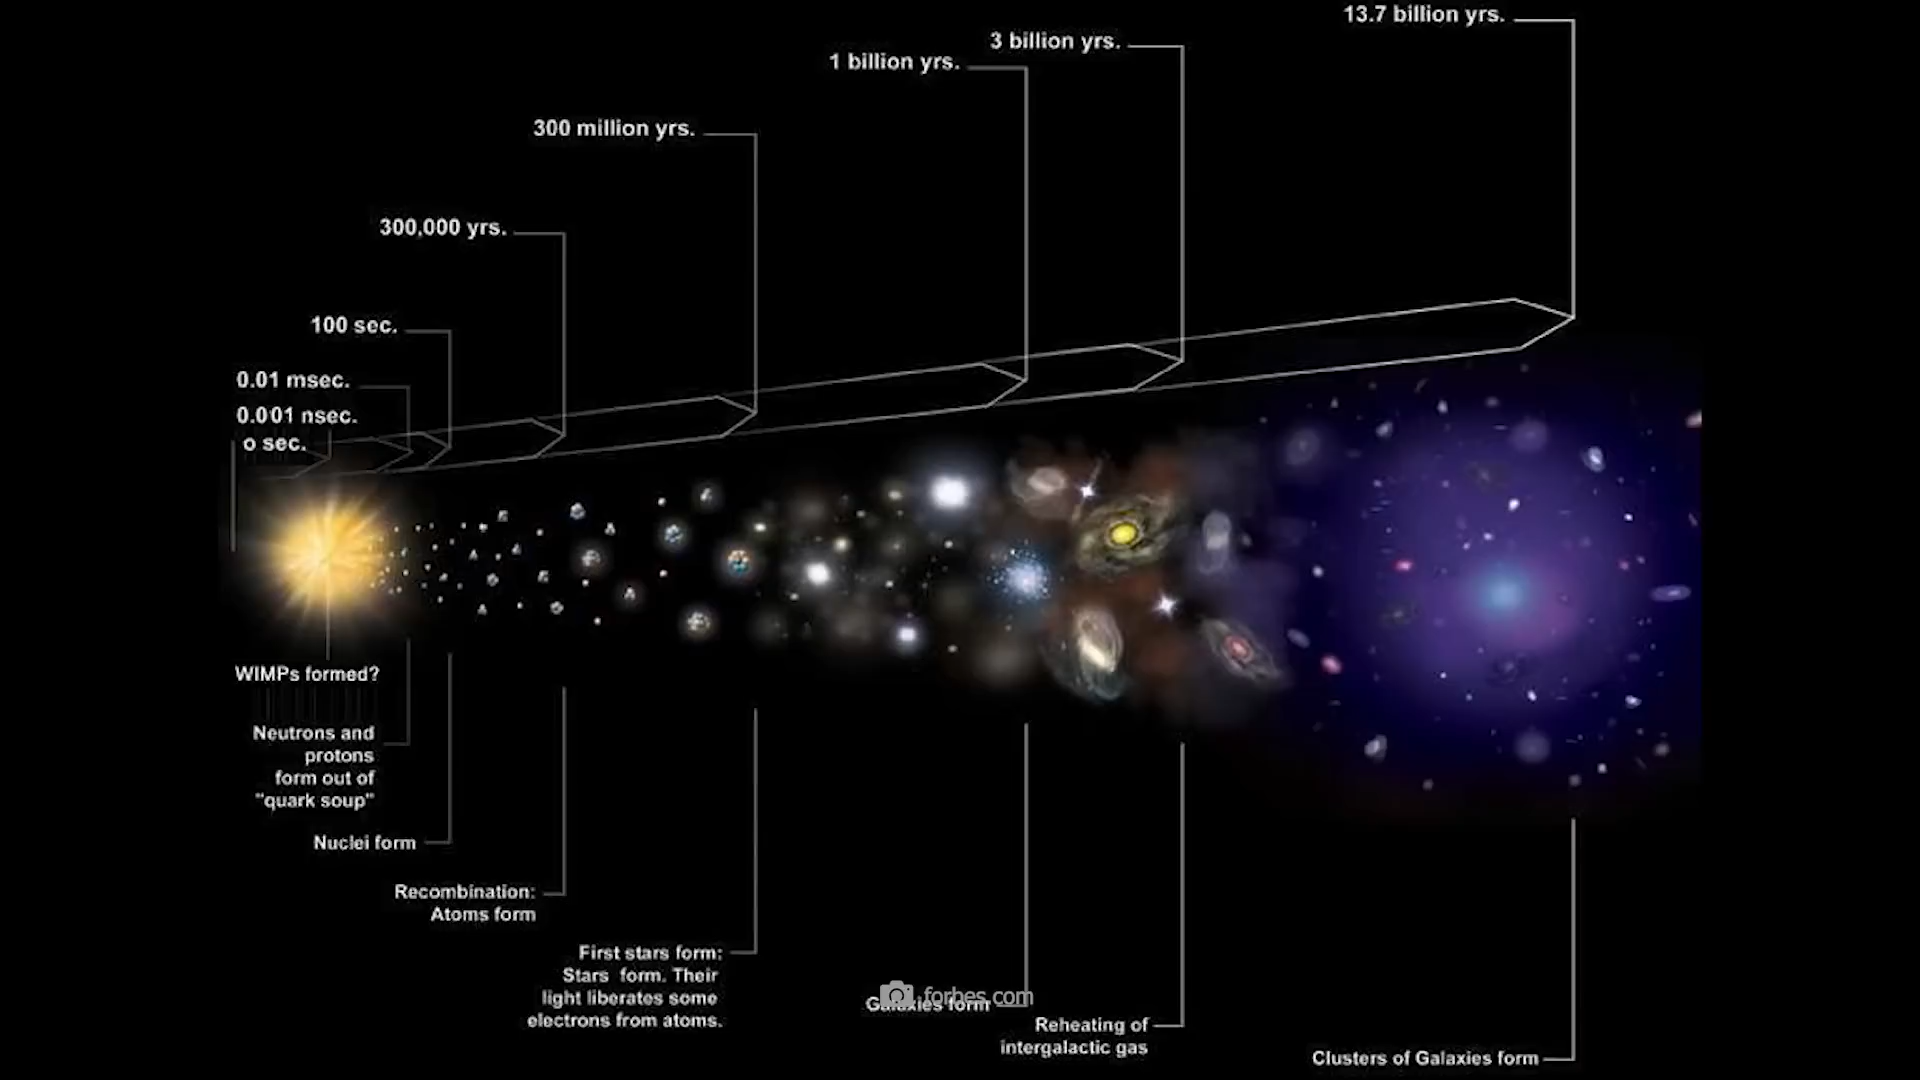 13.7 billion yrs.
3 billion yrs.
1 billion yrs.
300 million yrs.
300,000 yrs.
100 sec.
0.01 msec.
0.001 nsec.
o sec.
WIMPs formed?
Neutrons and
protons
form out of
"quark soup"
Nuclei form
Recombination:
Atoms form
First stars form:
Stars form. Their
light liberates some
electrons from atoms.
forbes.com
Galaxies form
Reheating of
intergalactic gas
Clusters of Galaxies form